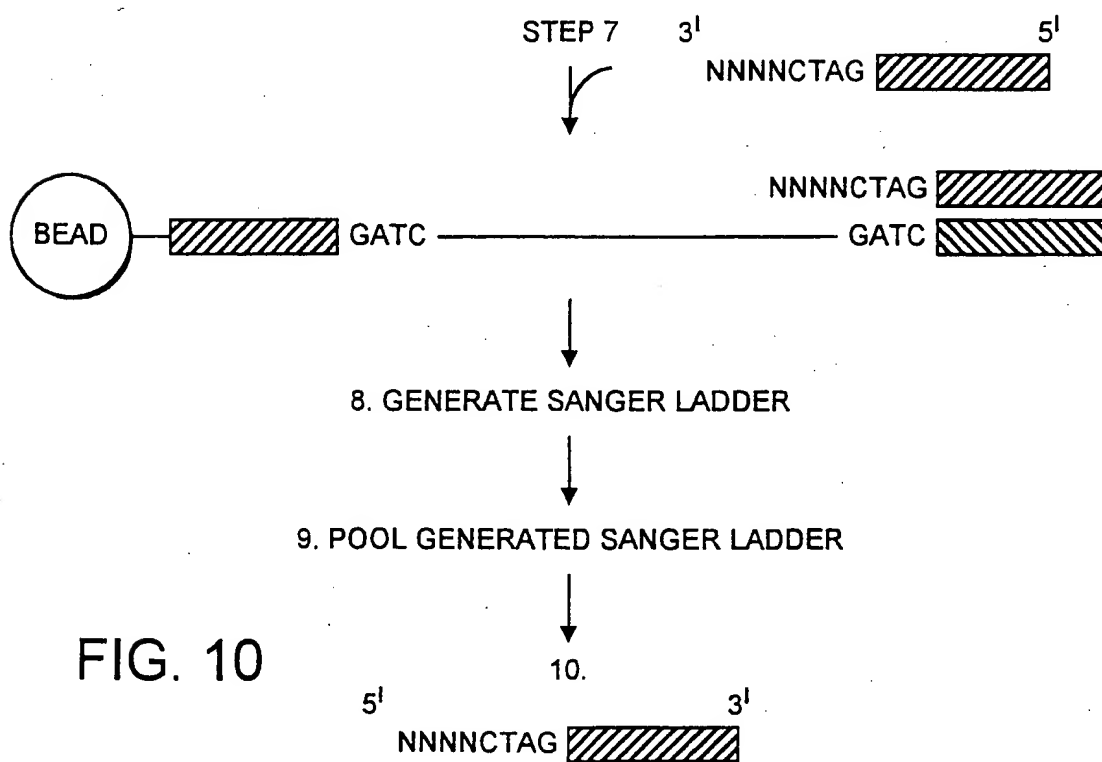 STEP 7 3' 5'
NNNNCTAG
NNNNCTAG
BEAD GATC GATC
8. GENERATE SANGER LADDER
9. POOL GENERATED SANGER LADDER
FIG. 10
10.
5' 3'
NNNNCTAG